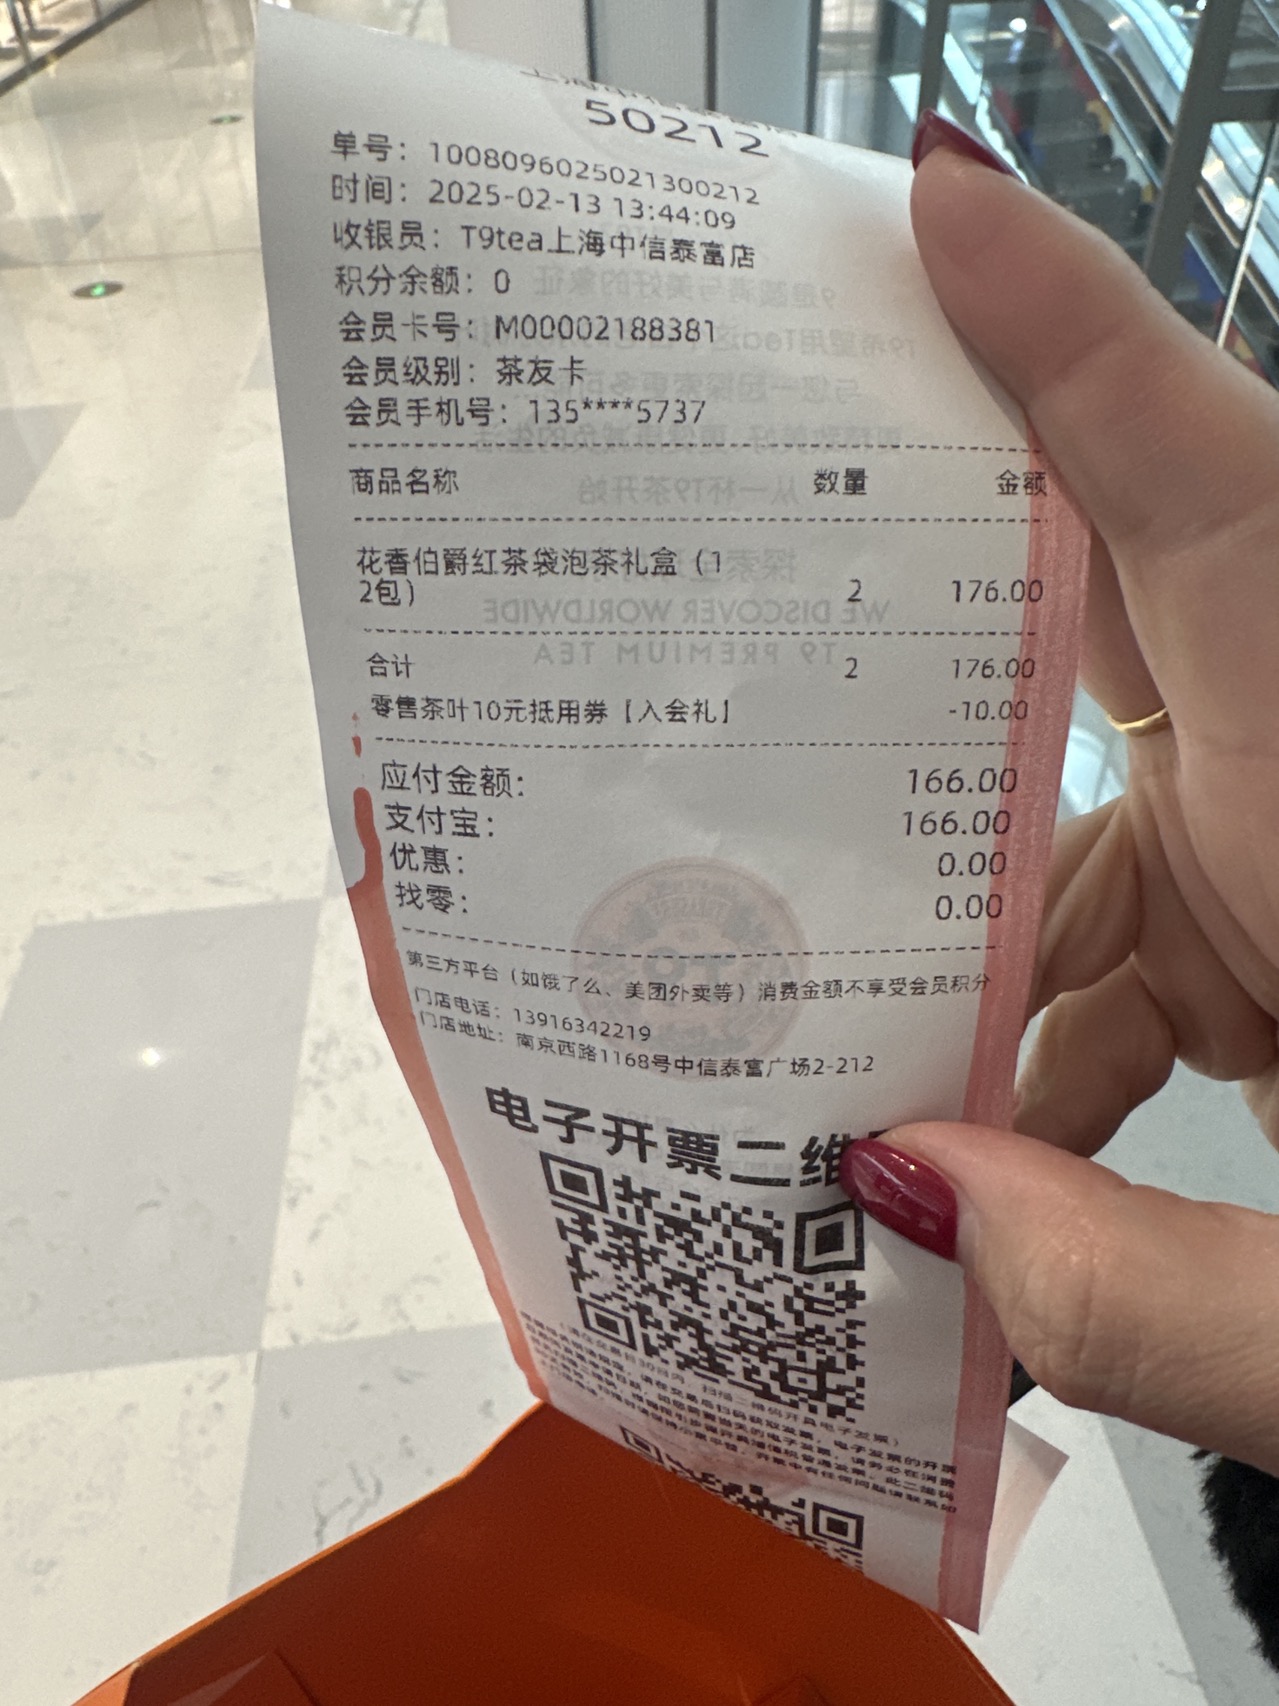 50212
单号：10080960250213​00212
时间：2025-02-13 13:44:09
收银员：T9tea上海中信泰富店
积分余额：0
会员卡号：M00002188381
会员级别：茶友卡
会员手机号：135****5737
商品名称 数量 金额
花香伯爵红茶袋泡茶礼盒（1
2包） 2 176.00
合计 2 176.00
零售茶叶10元抵用券【入会礼】 -10.00
应付金额： 166.00
支付宝： 166.00
优惠： 0.00
找零： 0.00
第三方平台（如饿了么、美团外卖等）消费金额不享受会员积分
门店电话：13916342219
门店地址：南京西路1168号中信泰富广场2-212
电子开票二维
WE DISCOVER WORLDWIDE
T9 PREMIUM TEA